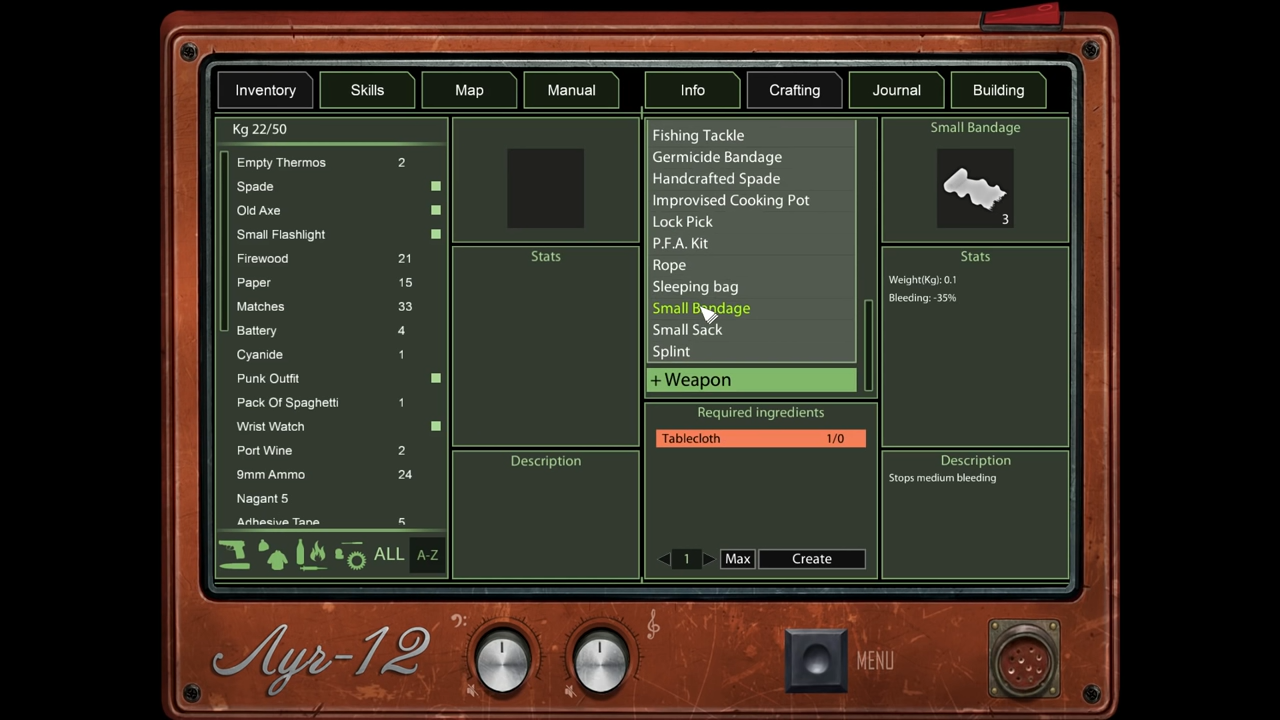 Inventory
Skills
Map
Manual
Info
Crafting
Journal
Building
Kg 22/50
Empty Thermos 2
Spade
Old Axe
Small Flashlight
Firewood 21
Paper 15
Matches 33
Battery 4
Cyanide 1
Punk Outfit
Pack Of Spaghetti 1
Wrist Watch
Port Wine 2
9mm Ammo 24
Nagant 5
Adhesive Tape 5
ALL
A-Z
Stats
Description
Fishing Tackle
Germicide Bandage
Handcrafted Spade
Improvised Cooking Pot
Lock Pick
P.F.A. Kit
Rope
Sleeping bag
Small Bandage
Small Sack
Splint
+ Weapon
Required ingredients
Tablecloth 1/0
1
Max
Create
Small Bandage
3
Stats
Weight(Kg): 0.1
Bleeding: -35%
Description
Stops medium bleeding
Луг-12
MENU